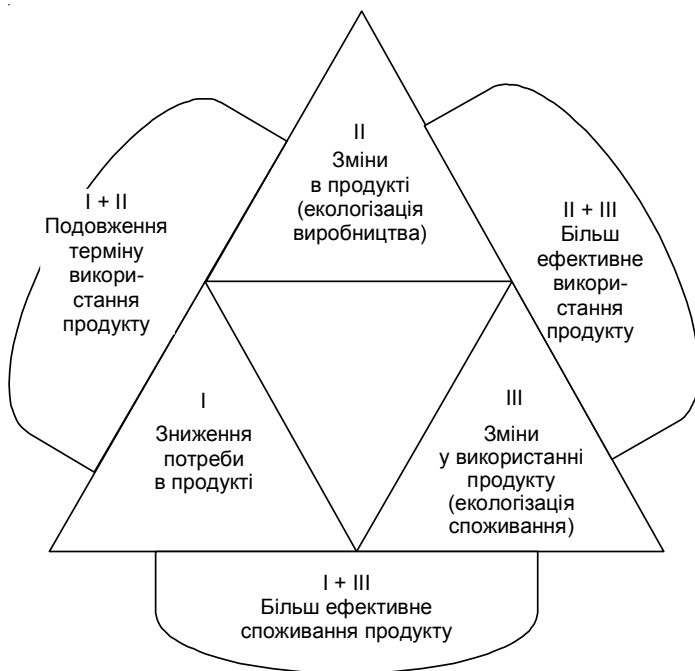 II
Зміни
в продукті
(екологізація
виробництва)
I + II
Подовження
терміну
викори-
стання
продукту
II + III
Більш
ефективне
викори-
стання
продукту
I
Зниження
потреби
в продукті
III
Зміни
у використанні
продукту
(екологізація
споживання)
I + III
Більш ефективне
споживання продукту